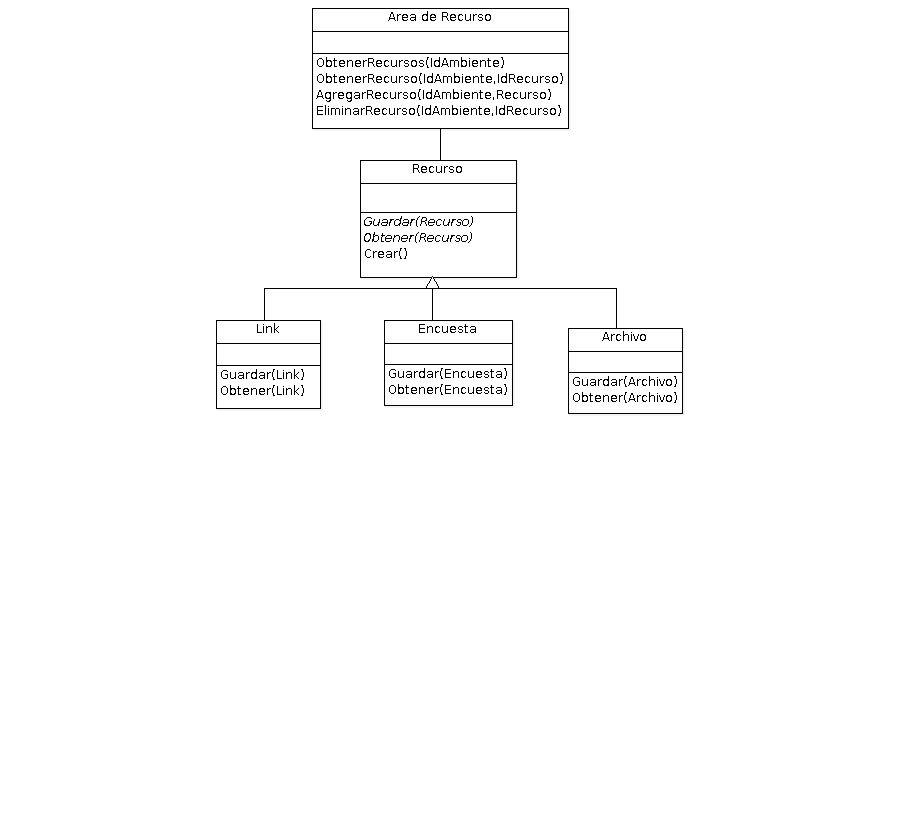 Area de Recurso
ObtenerRecursos(IdAmbiente)
ObtenerRecurso(IdAmbiente,IdRecurso)
AgregarRecurso(IdAmbiente,Recurso)
EliminarRecurso(IdAmbiente,IdRecurso)
Recurso
Guardar(Recurso)
Obtener(Recurso)
Crear()
Link
Guardar(Link)
Obtener(Link)
Encuesta
Guardar(Encuesta)
Obtener(Encuesta)
Archivo
Guardar(Archivo)
Obtener(Archivo)